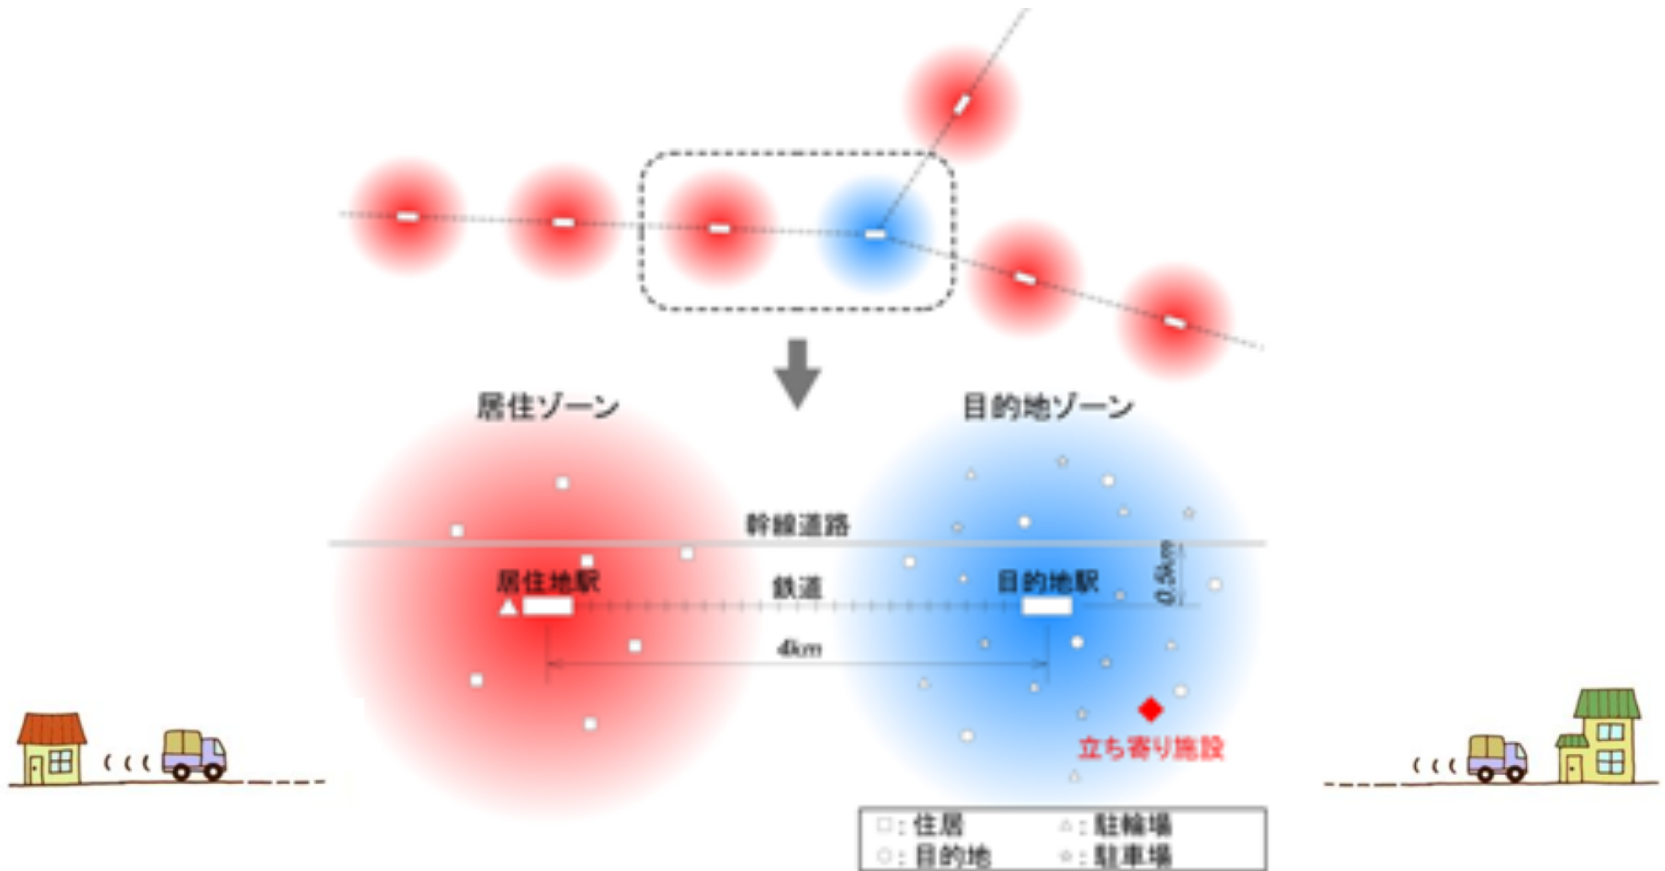 居住ゾーン
目的地ゾーン
幹線道路
居住地駅
鉄道
目的地駅
0.5km
4km
立ち寄り施設
□: 住居
△: 駐輪場
○: 目的地
☆: 駐車場